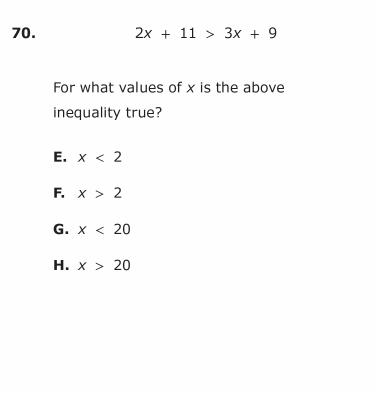 70. 2x + 11 > 3x + 9
For what values of x is the above
inequality true?
E. x < 2
F. x > 2
G. x < 20
H. x > 20